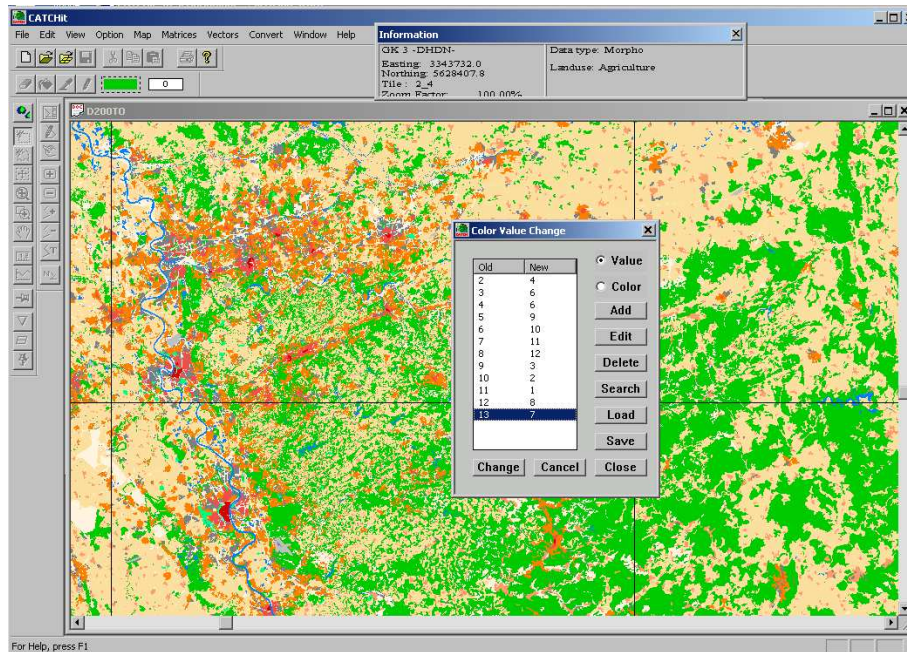 CATCHit
File Edit View Option Map Matrices Vectors Convert Window Help
Information
GK 3 -DHDN-
Easting: 3343732.0
Northing: 5628407.8
Tile : 2_4
Zoom Factor: 100.00%
Data type: Morpho
Landuse: Agriculture
0
D200TO
Color Value Change
Old New
2 4
3 6
4 6
5 9
6 10
7 11
8 12
9 3
10 2
11 1
12 8
13 7
Value
Color
Add
Edit
Delete
Search
Load
Save
Change Cancel Close
For Help, press F1